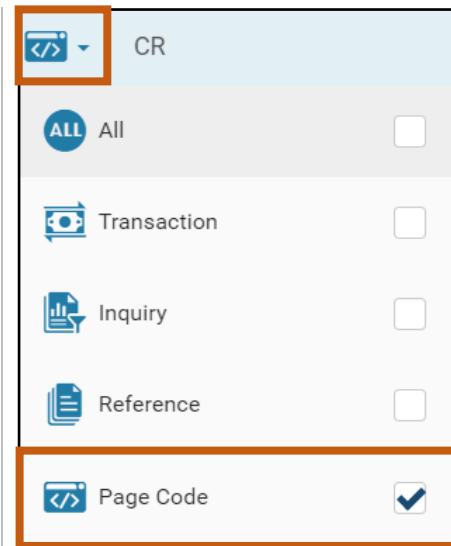 </> CR
ALL All
Transaction
Inquiry
Reference
</> Page Code